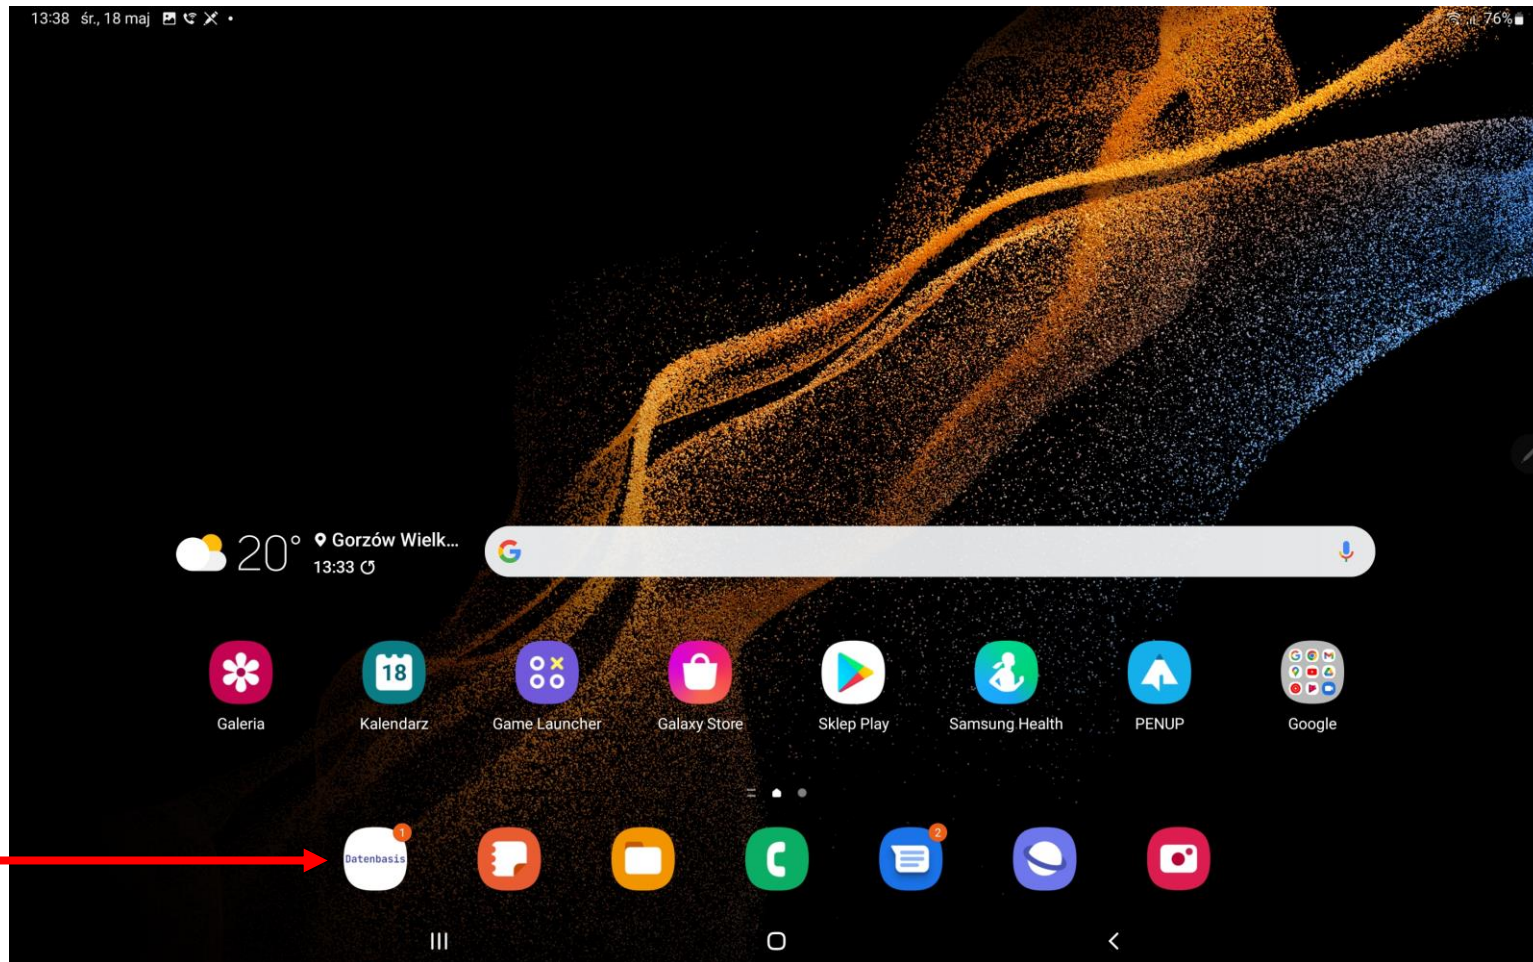 13:38 śr., 18 maj
76%
20° Gorzów Wielk...
13:33
G
18
Galeria
Kalendarz
Game Launcher
Galaxy Store
Sklep Play
Samsung Health
PENUP
Google
1
Datenbasis
2